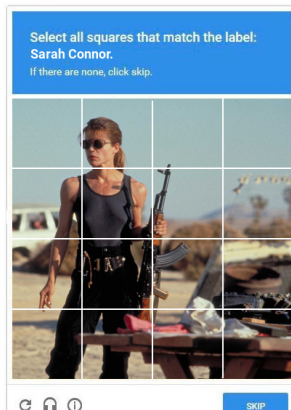 Select all squares that match the label:
Sarah Connor.
If there are none, click skip.
SKIP